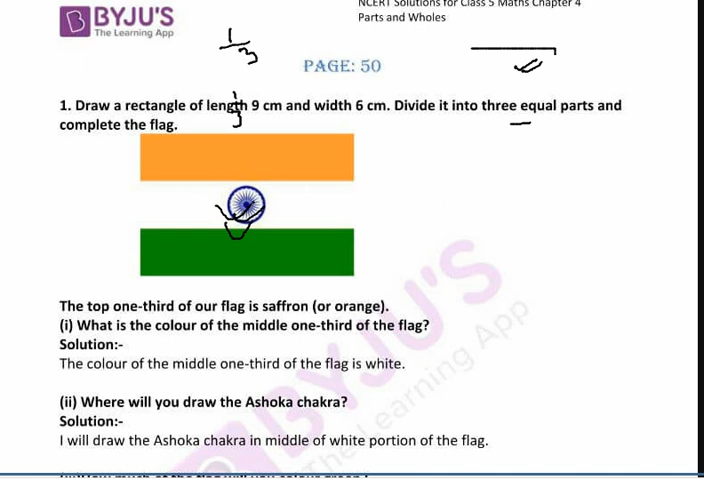 BYJU'S
The Learning App
NCERT Solutions for Class 5 Maths Chapter 4
Parts and Wholes
1/3
PAGE: 50
1. Draw a rectangle of length 9 cm and width 6 cm. Divide it into three equal parts and
complete the flag.
1/3
The top one-third of our flag is saffron (or orange).
(i) What is the colour of the middle one-third of the flag?
Solution:-
The colour of the middle one-third of the flag is white.
(ii) Where will you draw the Ashoka chakra?
Solution:-
I will draw the Ashoka chakra in middle of white portion of the flag.
BYJU'S
The Learning App